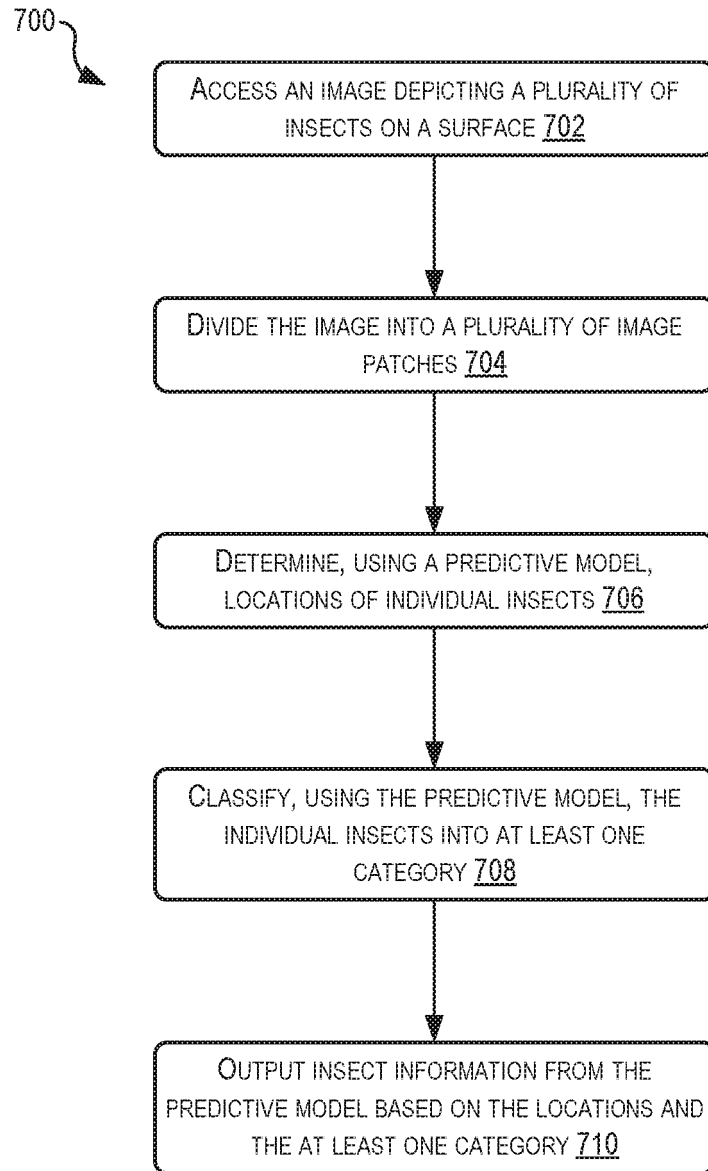 700
ACCESS AN IMAGE DEPICTING A PLURALITY OF
INSECTS ON A SURFACE 702
DIVIDE THE IMAGE INTO A PLURALITY OF IMAGE
PATCHES 704
DETERMINE, USING A PREDICTIVE MODEL,
LOCATIONS OF INDIVIDUAL INSECTS 706
CLASSIFY, USING THE PREDICTIVE MODEL, THE
INDIVIDUAL INSECTS INTO AT LEAST ONE
CATEGORY 708
OUTPUT INSECT INFORMATION FROM THE
PREDICTIVE MODEL BASED ON THE LOCATIONS AND
THE AT LEAST ONE CATEGORY 710